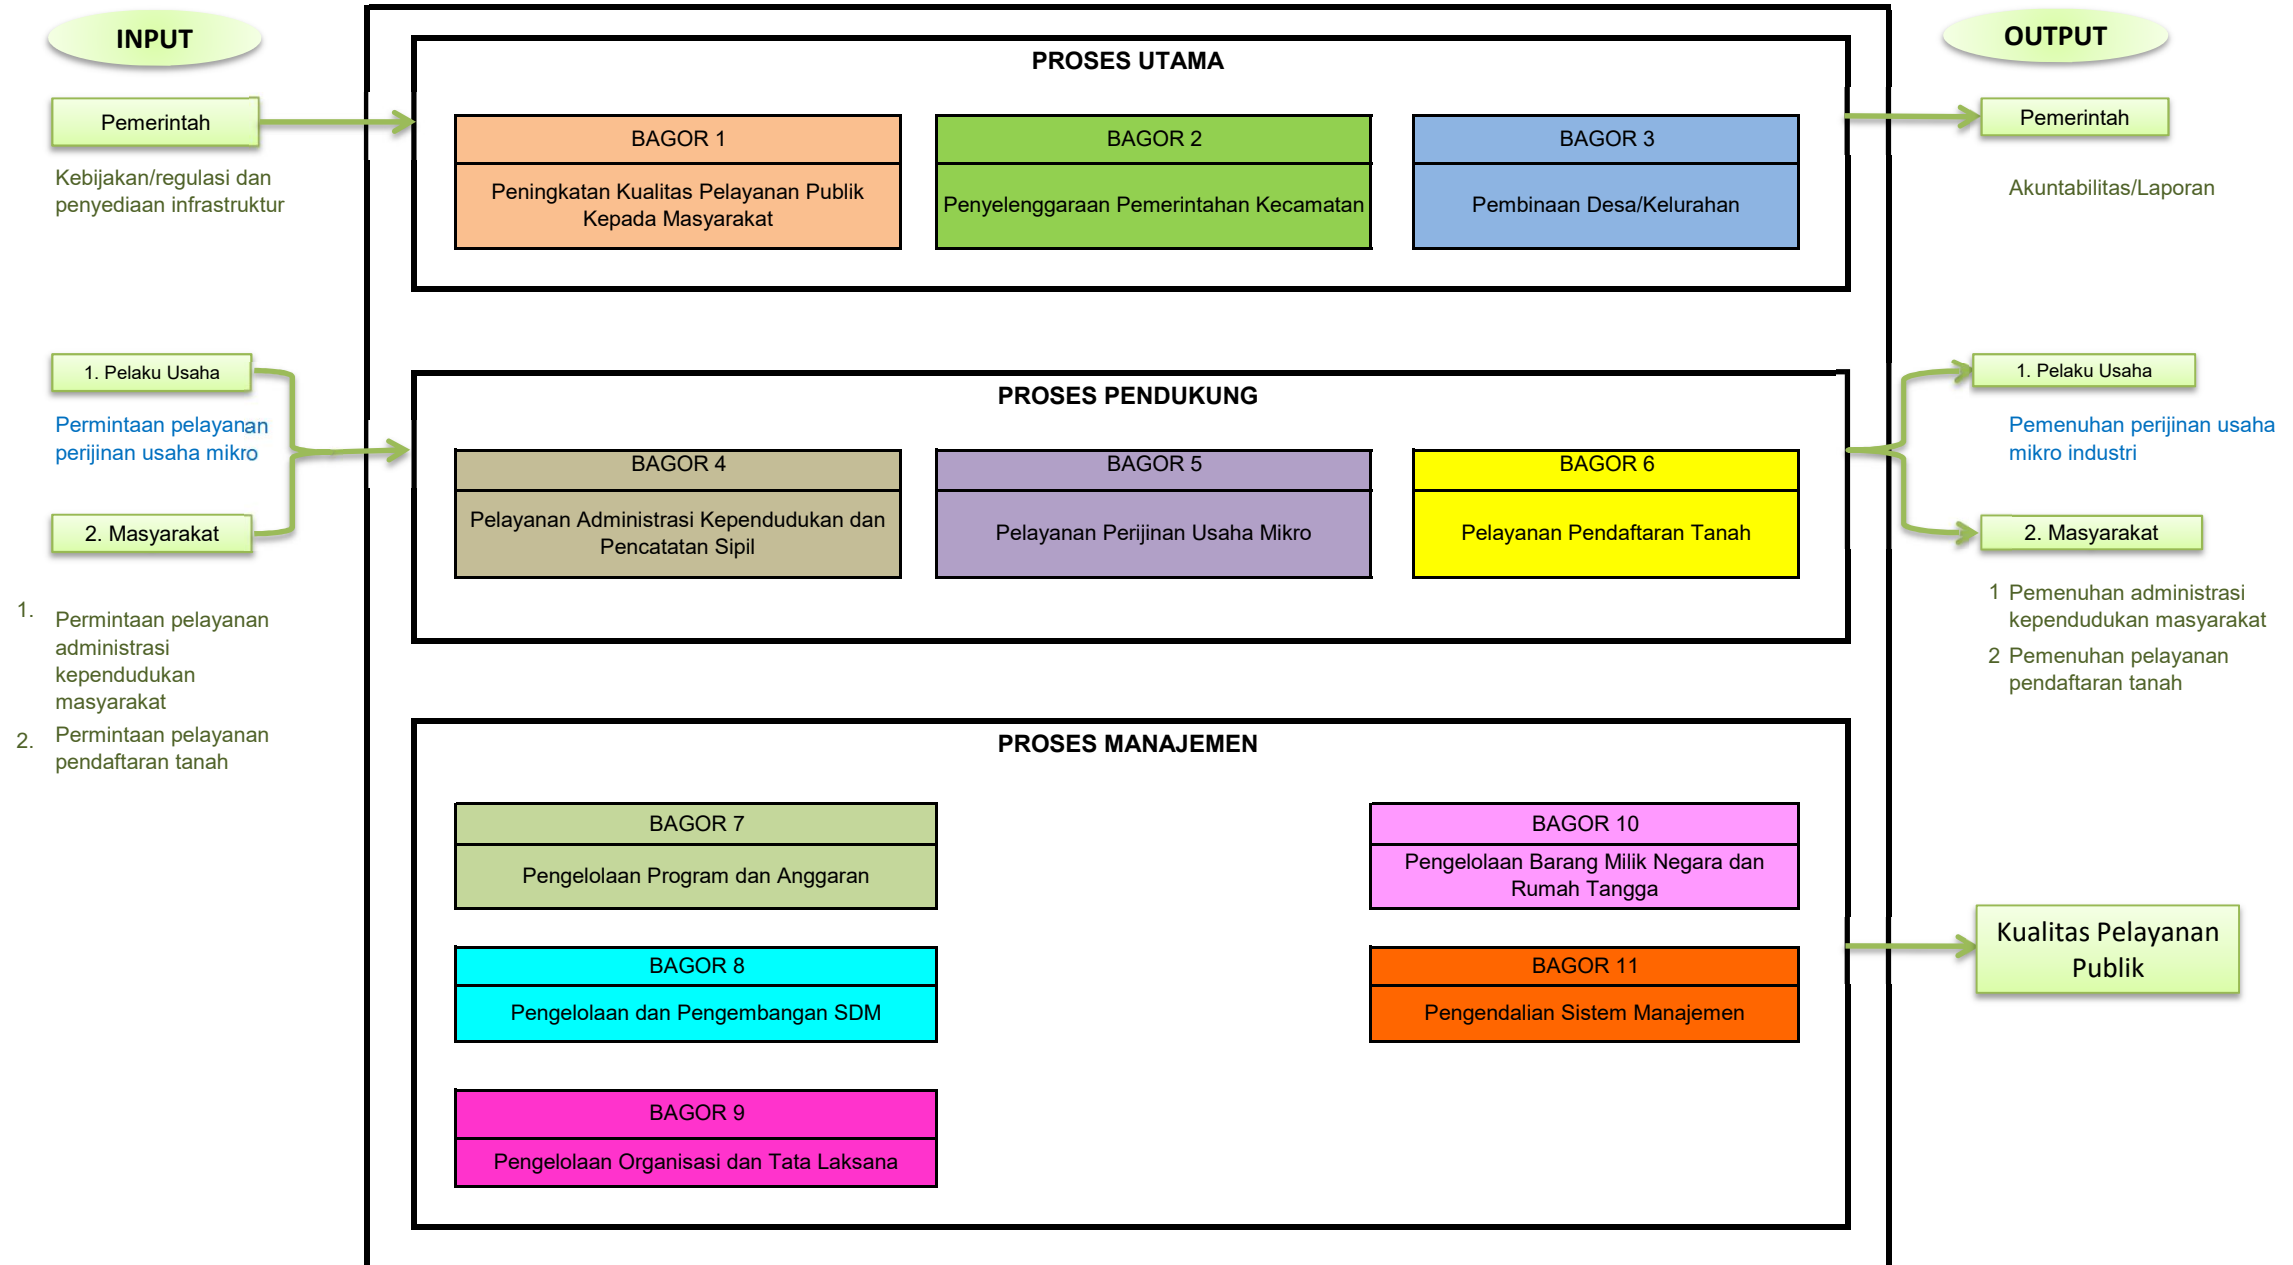 INPUT
Pemerintah
Kebijakan/regulasi dan
penyediaan infrastruktur
1. Pelaku Usaha
Permintaan pelayanan
perijinan usaha mikro
2. Masyarakat
1. Permintaan pelayanan
administrasi
kependudukan
masyarakat
2. Permintaan pelayanan
pendaftaran tanah
PROSES UTAMA
BAGOR 1
Peningkatan Kualitas Pelayanan Publik
Kepada Masyarakat
BAGOR 2
Penyelenggaraan Pemerintahan Kecamatan
BAGOR 3
Pembinaan Desa/Kelurahan
PROSES PENDUKUNG
BAGOR 4
Pelayanan Administrasi Kependudukan dan
Pencatatan Sipil
BAGOR 5
Pelayanan Perijinan Usaha Mikro
BAGOR 6
Pelayanan Pendaftaran Tanah
PROSES MANAJEMEN
BAGOR 7
Pengelolaan Program dan Anggaran
BAGOR 8
Pengelolaan dan Pengembangan SDM
BAGOR 9
Pengelolaan Organisasi dan Tata Laksana
BAGOR 10
Pengelolaan Barang Milik Negara dan
Rumah Tangga
BAGOR 11
Pengendalian Sistem Manajemen
OUTPUT
Pemerintah
Akuntabilitas/Laporan
1. Pelaku Usaha
Pemenuhan perijinan usaha
mikro industri
2. Masyarakat
1 Pemenuhan administrasi
kependudukan masyarakat
2 Pemenuhan pelayanan
pendaftaran tanah
Kualitas Pelayanan
Publik